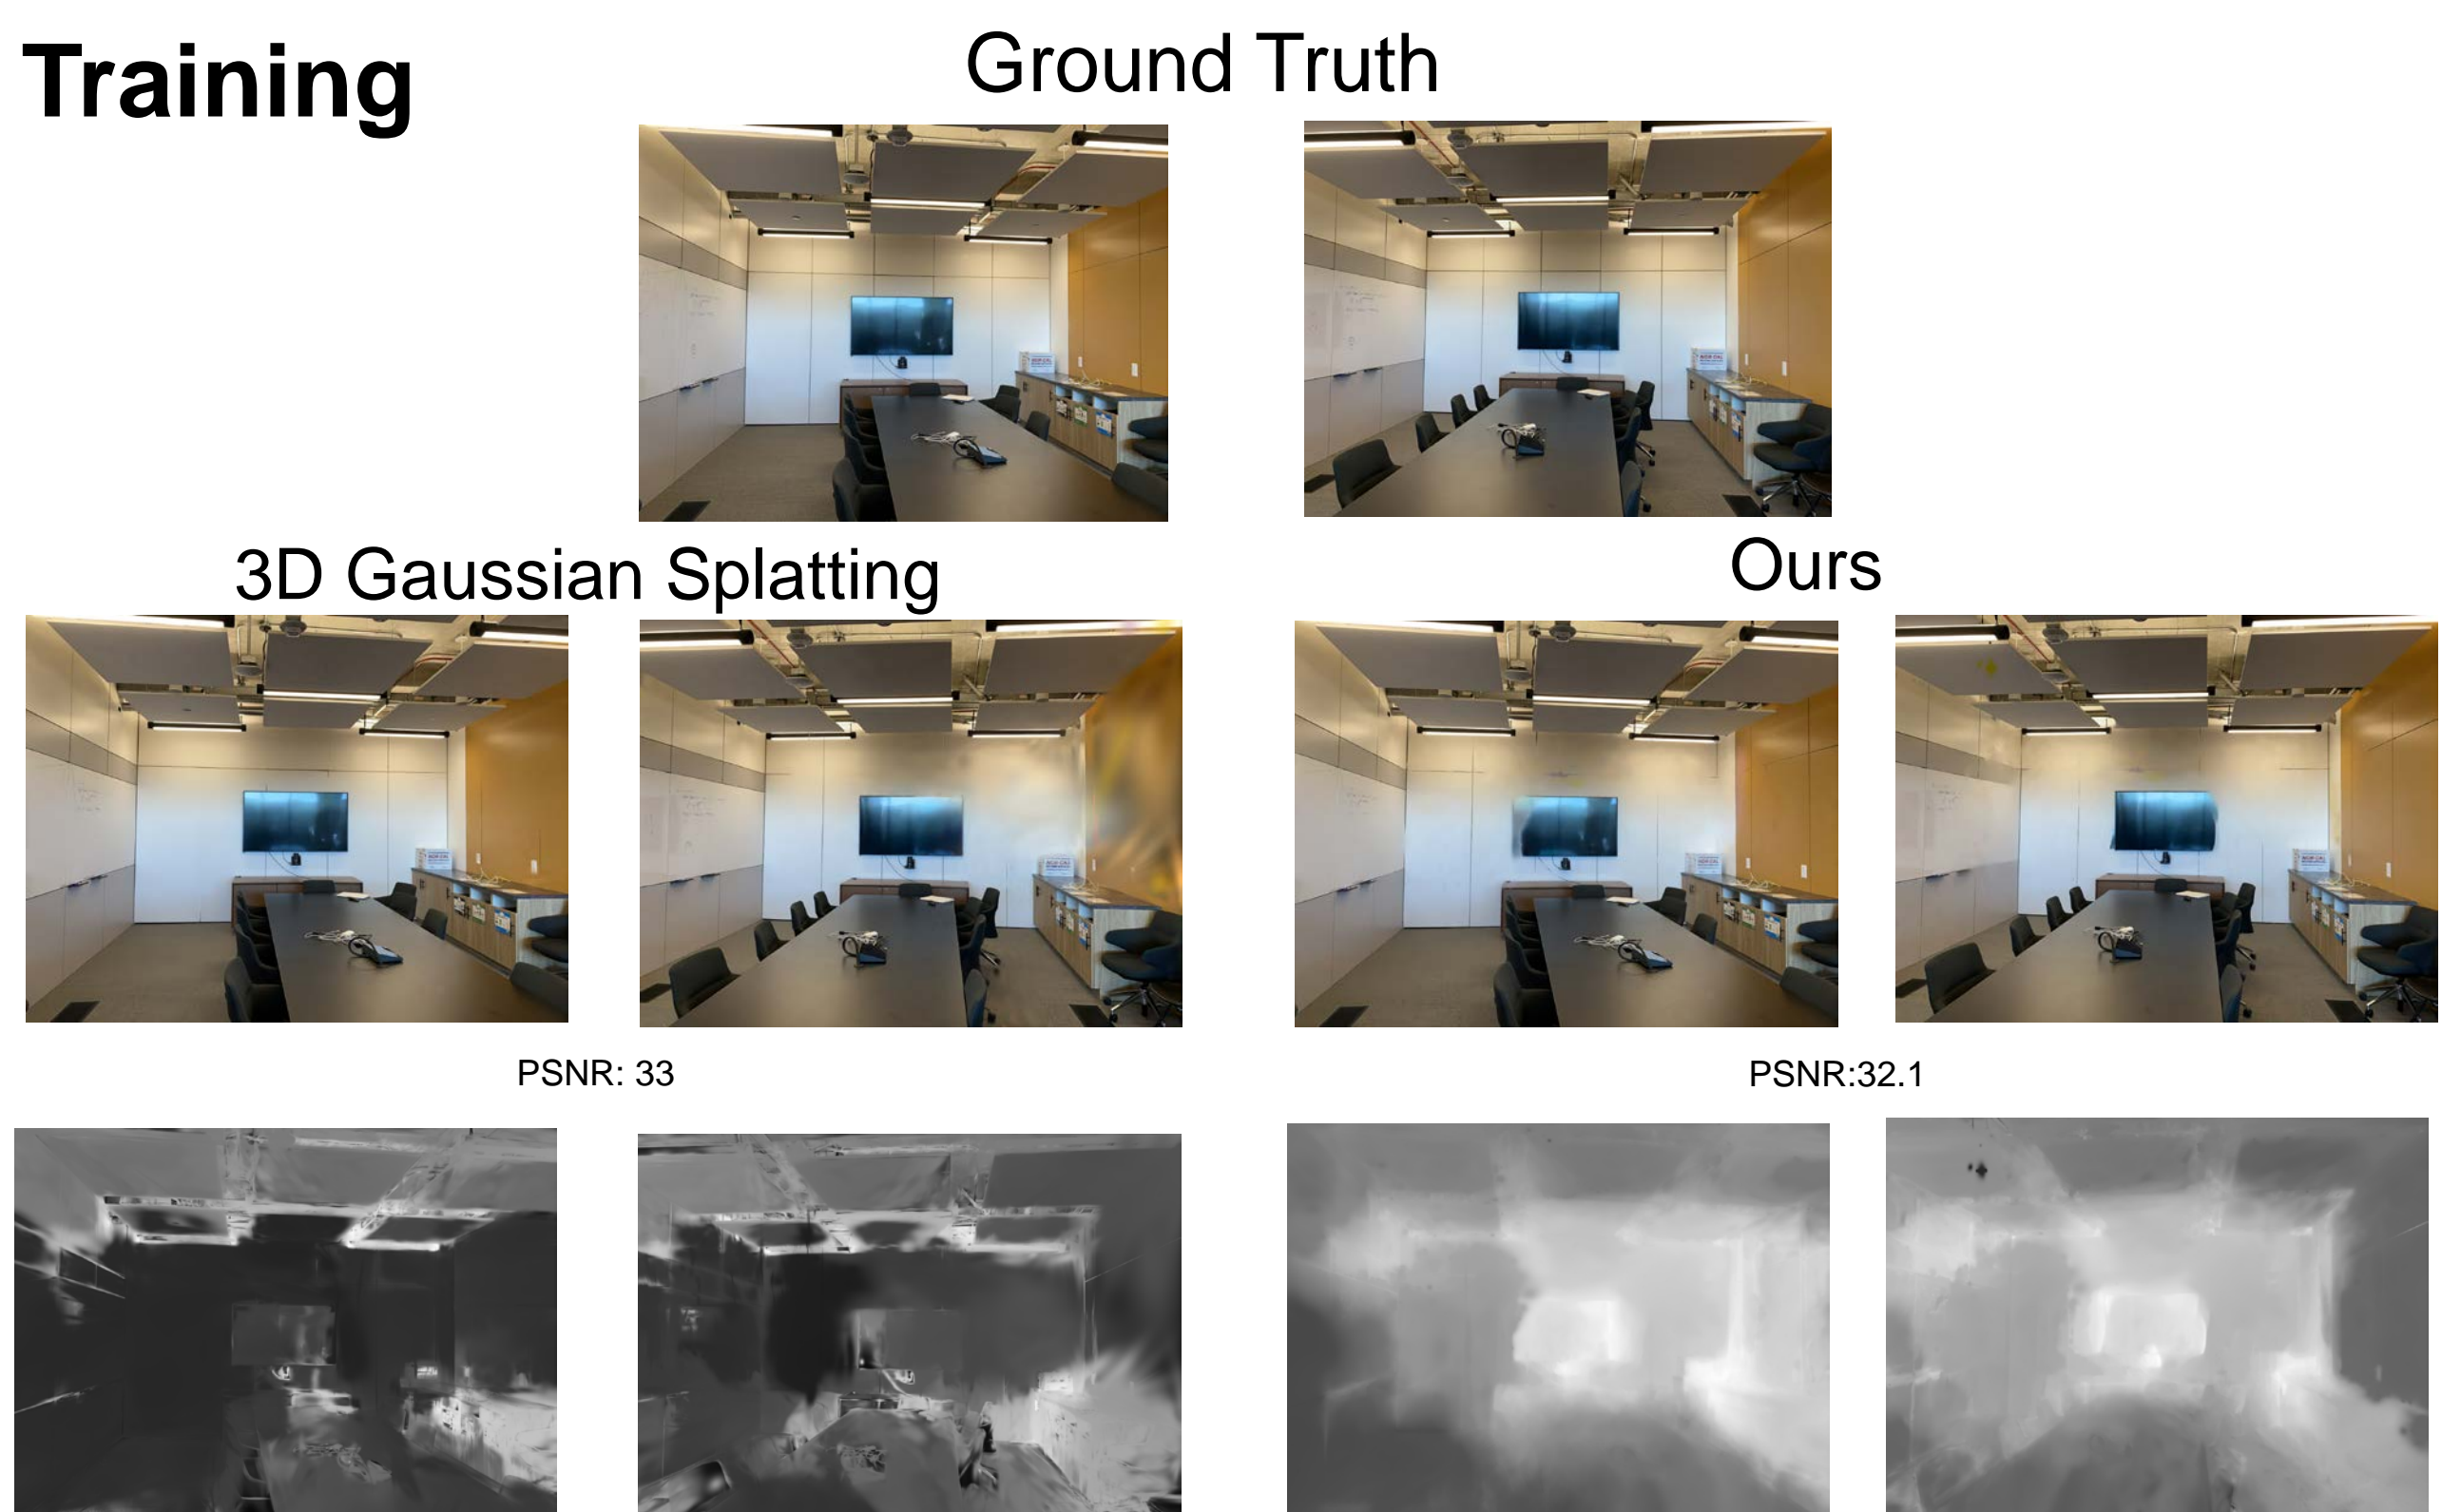 Training
Ground Truth
3D Gaussian Splatting
Ours
PSNR: 33
PSNR:32.1